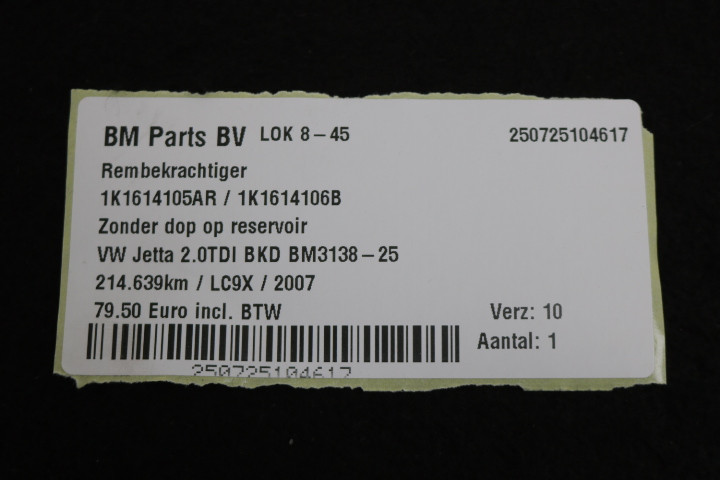 BM Parts BV LOK 8-45 250725104617
Rembekrachtiger
1K1614105AR / 1K1614106B
Zonder dop op reservoir
VW Jetta 2.0TDI BKD BM3138-25
214.639km / LC9X / 2007
79.50 Euro incl. BTW Verz: 10
Aantal: 1
250725104617